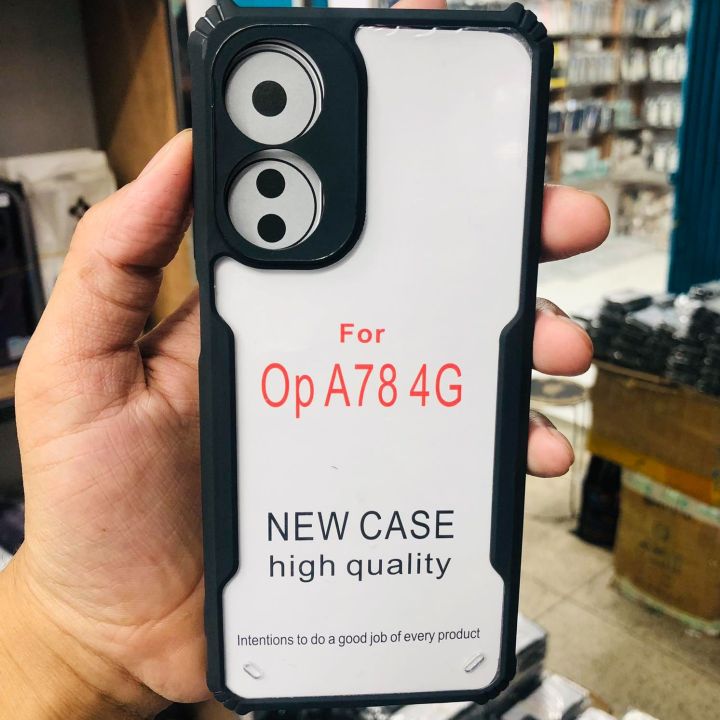 For
Op A78 4G
NEW CASE
high quality
Intentions to do a good job of every product